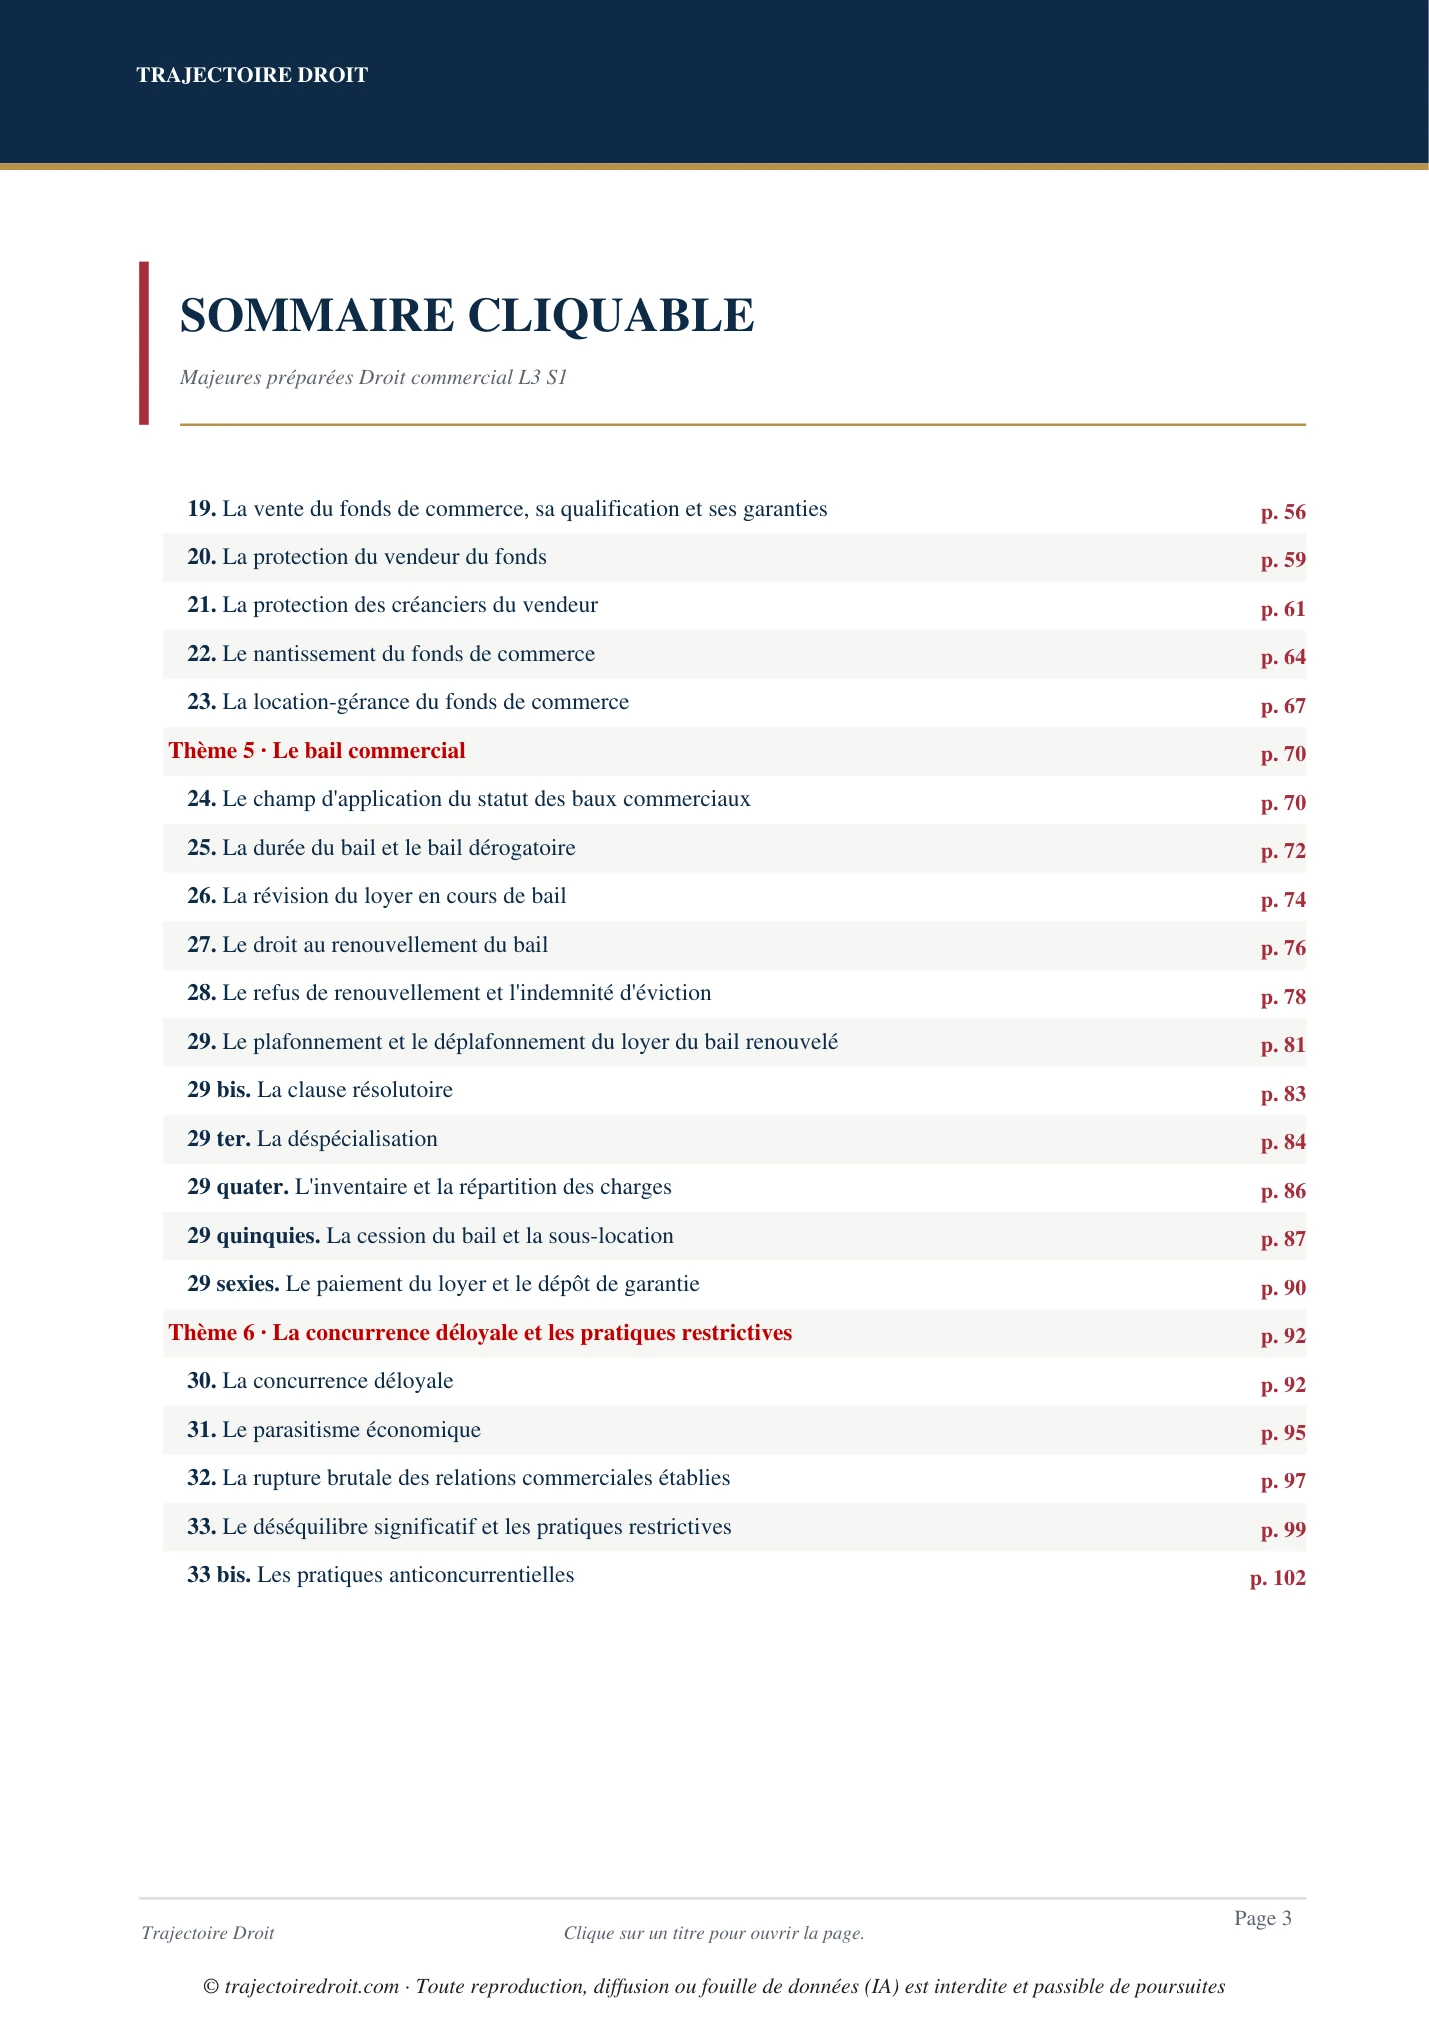 TRAJECTOIRE DROIT
SOMMAIRE CLIQUABLE
Majeures préparées Droit commercial L3 S1
19. La vente du fonds de commerce, sa qualification et ses garanties p. 56
20. La protection du vendeur du fonds p. 59
21. La protection des créanciers du vendeur p. 61
22. Le nantissement du fonds de commerce p. 64
23. La location-gérance du fonds de commerce p. 67
Thème 5 · Le bail commercial p. 70
24. Le champ d'application du statut des baux commerciaux p. 70
25. La durée du bail et le bail dérogatoire p. 72
26. La révision du loyer en cours de bail p. 74
27. Le droit au renouvellement du bail p. 76
28. Le refus de renouvellement et l'indemnité d'éviction p. 78
29. Le plafonnement et le déplafonnement du loyer du bail renouvelé p. 81
29 bis. La clause résolutoire p. 83
29 ter. La déspécialisation p. 84
29 quater. L'inventaire et la répartition des charges p. 86
29 quinquies. La cession du bail et la sous-location p. 87
29 sexies. Le paiement du loyer et le dépôt de garantie p. 90
Thème 6 · La concurrence déloyale et les pratiques restrictives p. 92
30. La concurrence déloyale p. 92
31. Le parasitisme économique p. 95
32. La rupture brutale des relations commerciales établies p. 97
33. Le déséquilibre significatif et les pratiques restrictives p. 99
33 bis. Les pratiques anticoncurrentielles p. 102
Page 3
Trajectoire Droit Clique sur un titre pour ouvrir la page.
© trajectoiredroit.com · Toute reproduction, diffusion ou fouille de données (IA) est interdite et passible de poursuites